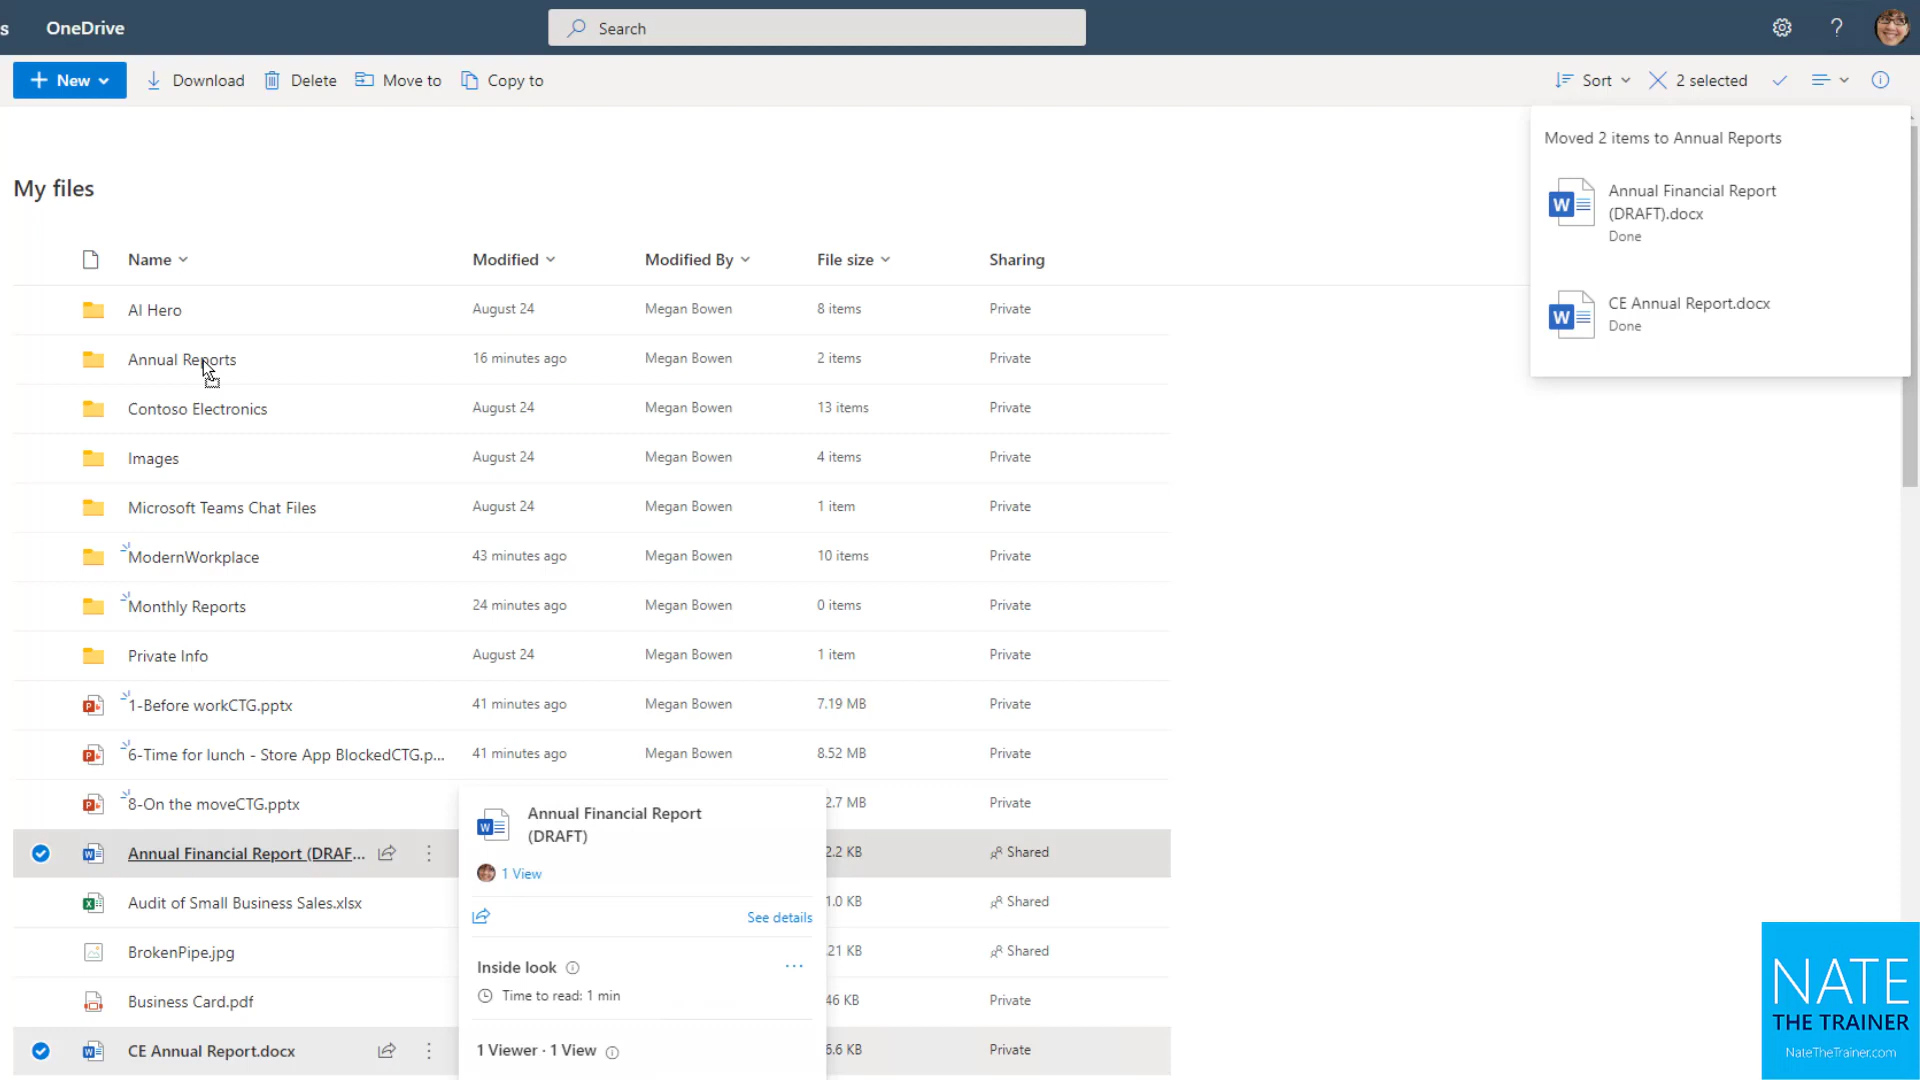 s OneDrive Search
New Download Delete Move to Copy to Sort 2 selected
Moved 2 items to Annual Reports
Annual Financial Report
(DRAFT).docx
Done
CE Annual Report.docx
Done
My files
Name Modified Modified By File size Sharing
AI Hero August 24 Megan Bowen 8 items Private
Annual Reports 16 minutes ago Megan Bowen 2 items Private
Contoso Electronics August 24 Megan Bowen 13 items Private
Images August 24 Megan Bowen 4 items Private
Microsoft Teams Chat Files August 24 Megan Bowen 1 item Private
ModernWorkplace 43 minutes ago Megan Bowen 10 items Private
Monthly Reports 24 minutes ago Megan Bowen 0 items Private
Private Info August 24 Megan Bowen 1 item Private
1-Before workCTG.pptx 41 minutes ago Megan Bowen 7.19 MB Private
6-Time for lunch - Store App BlockedCTG.p... 41 minutes ago Megan Bowen 8.52 MB Private
8-On the moveCTG.pptx 2.7 MB Private
Annual Financial Report (DRAF... 2.2 KB Shared
Audit of Small Business Sales.xlsx 1.0 KB Shared
BrokenPipe.jpg 21 KB Shared
Business Card.pdf 46 KB Private
CE Annual Report.docx 6.6 KB Private
Annual Financial Report
(DRAFT)
1 View
See details
Inside look
Time to read: 1 min
1 Viewer · 1 View
NATE
THE TRAINER
NateTheTrainer.com